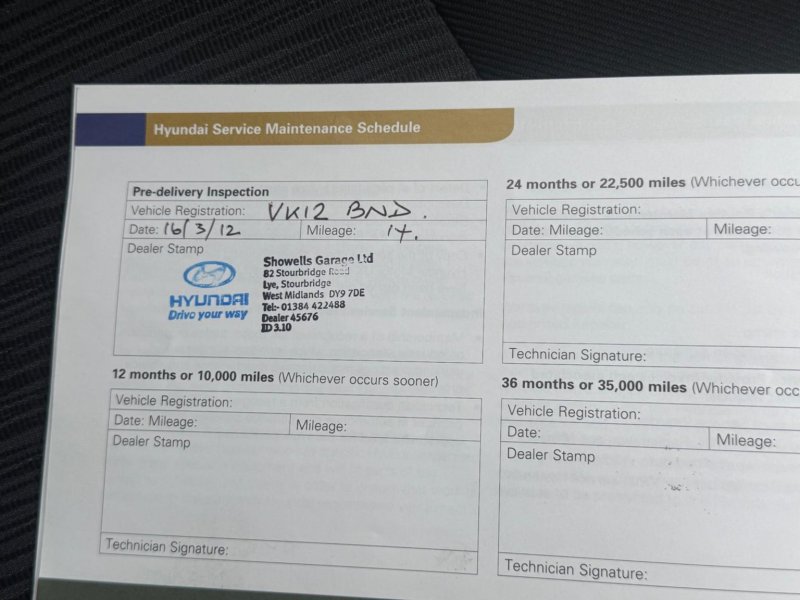 Hyundai Service Maintenance Schedule
Pre-delivery Inspection
Vehicle Registration: VK12 BND.
Date: 16/3/12 Mileage: 14.
Dealer Stamp
HYUNDAI
Drive your way
Showells Garage Ltd
82 Stourbridge Road
Lye, Stourbridge
West Midlands DY9 7DE
Tel:- 01384 422488
Dealer 45676
ID 3.10
24 months or 22,500 miles (Whichever occu
Vehicle Registration:
Date: Mileage: Mileage:
Dealer Stamp
Technician Signature:
12 months or 10,000 miles (Whichever occurs sooner)
Vehicle Registration:
Date: Mileage: Mileage:
Dealer Stamp
Technician Signature:
36 months or 35,000 miles (Whichever occ
Vehicle Registration:
Date: Mileage:
Dealer Stamp
Technician Signature: